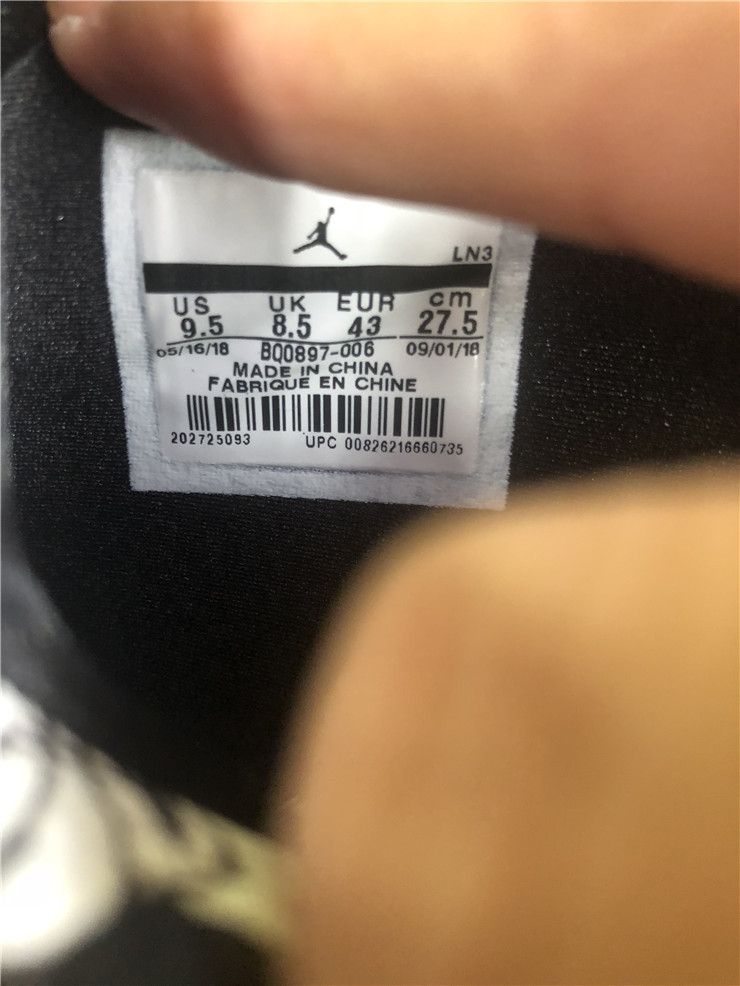 LN3
US UK EUR cm
9.5 8.5 43 27.5
05/16/18 BQ0897-006 09/01/18
MADE IN CHINA
FABRIQUE EN CHINE
202725093 UPC 00826216660735